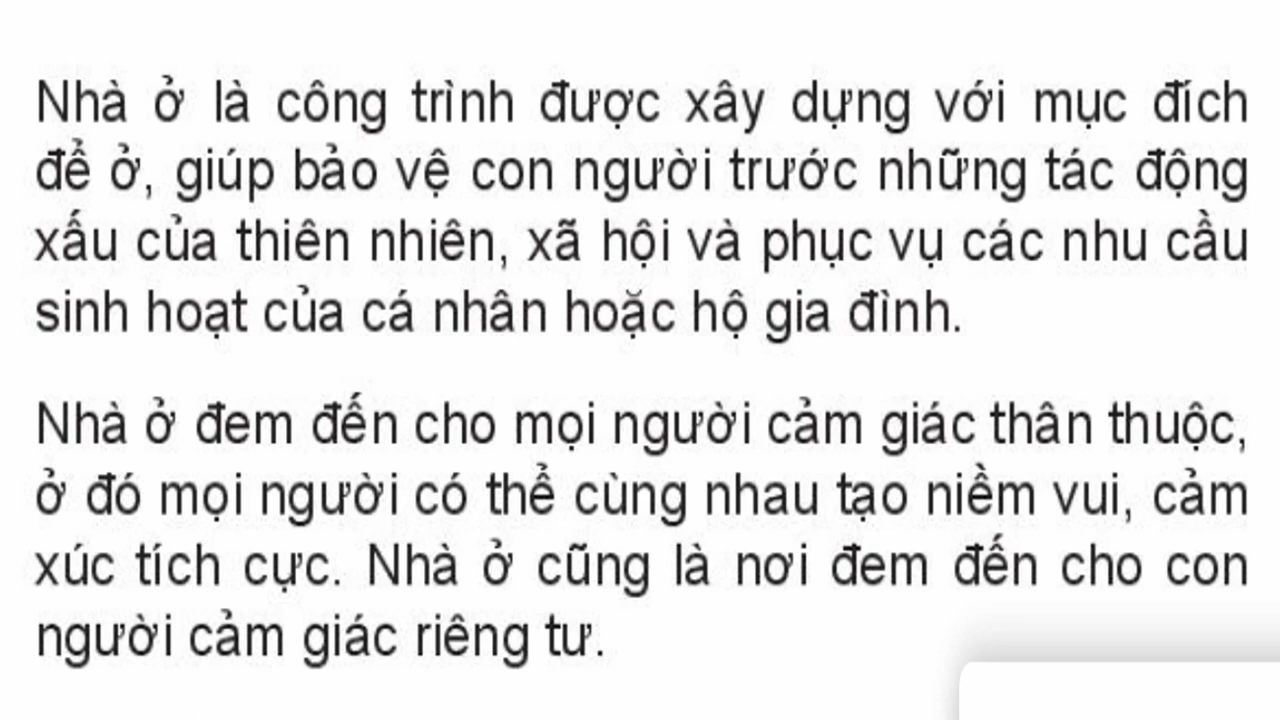 Nhà ở là công trình được xây dựng với mục đích
để ở, giúp bảo vệ con người trước những tác động
xấu của thiên nhiên, xã hội và phục vụ các nhu cầu
sinh hoạt của cá nhân hoặc hộ gia đình.
Nhà ở đem đến cho mọi người cảm giác thân thuộc,
ở đó mọi người có thể cùng nhau tạo niềm vui, cảm
xúc tích cực. Nhà ở cũng là nơi đem đến cho con
người cảm giác riêng tư.